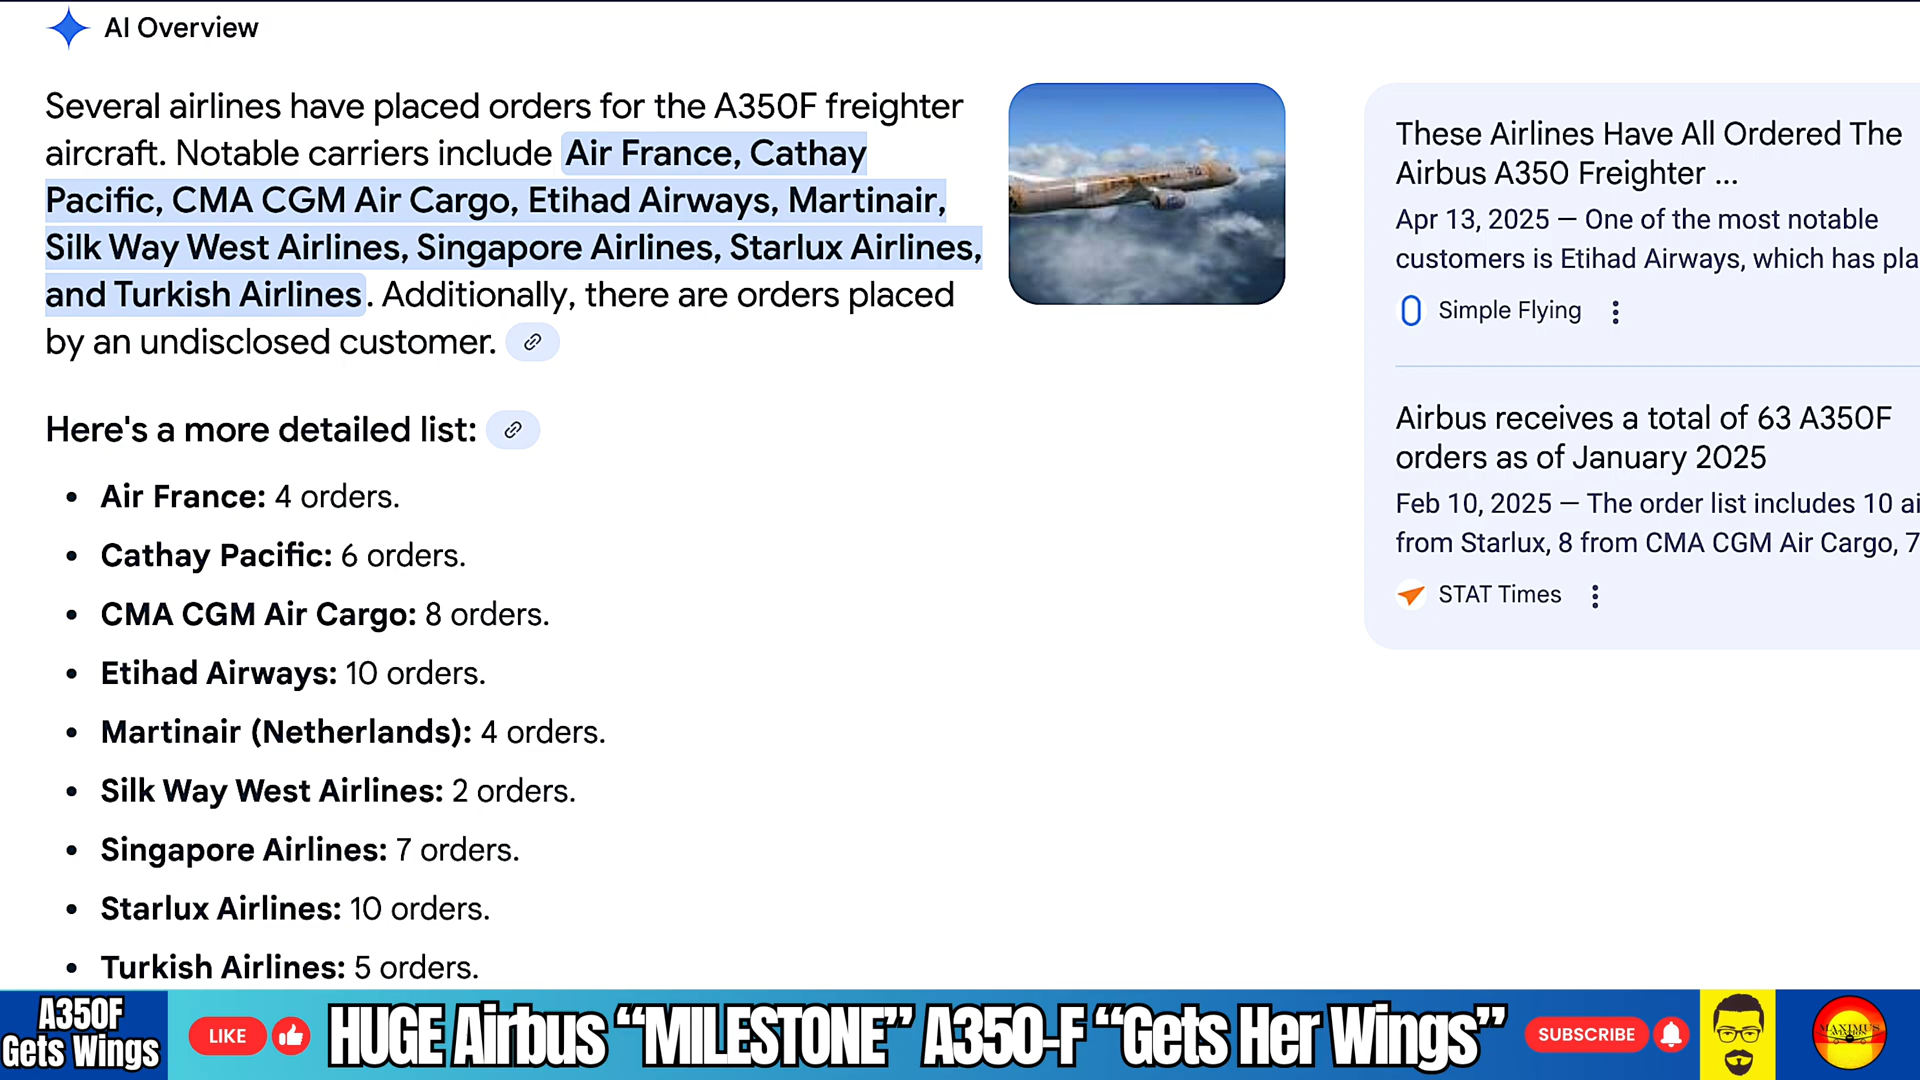 AI Overview
Several airlines have placed orders for the A350F freighter
aircraft. Notable carriers include Air France, Cathay
Pacific, CMA CGM Air Cargo, Etihad Airways, Martinair,
Silk Way West Airlines, Singapore Airlines, Starlux Airlines,
and Turkish Airlines. Additionally, there are orders placed
by an undisclosed customer.
Here's a more detailed list:
• Air France: 4 orders.
• Cathay Pacific: 6 orders.
• CMA CGM Air Cargo: 8 orders.
• Etihad Airways: 10 orders.
• Martinair (Netherlands): 4 orders.
• Silk Way West Airlines: 2 orders.
• Singapore Airlines: 7 orders.
• Starlux Airlines: 10 orders.
• Turkish Airlines: 5 orders.
These Airlines Have All Ordered The
Airbus A350 Freighter ...
Apr 13, 2025 — One of the most notable
customers is Etihad Airways, which has pla
Simple Flying
Airbus receives a total of 63 A350F
orders as of January 2025
Feb 10, 2025 — The order list includes 10 ai
from Starlux, 8 from CMA CGM Air Cargo, 7
STAT Times
A350F
Gets Wings
LIKE
HUGE Airbus “MILESTONE” A350-F “Gets Her Wings”
SUBSCRIBE
MAXIMUS
AVIATION